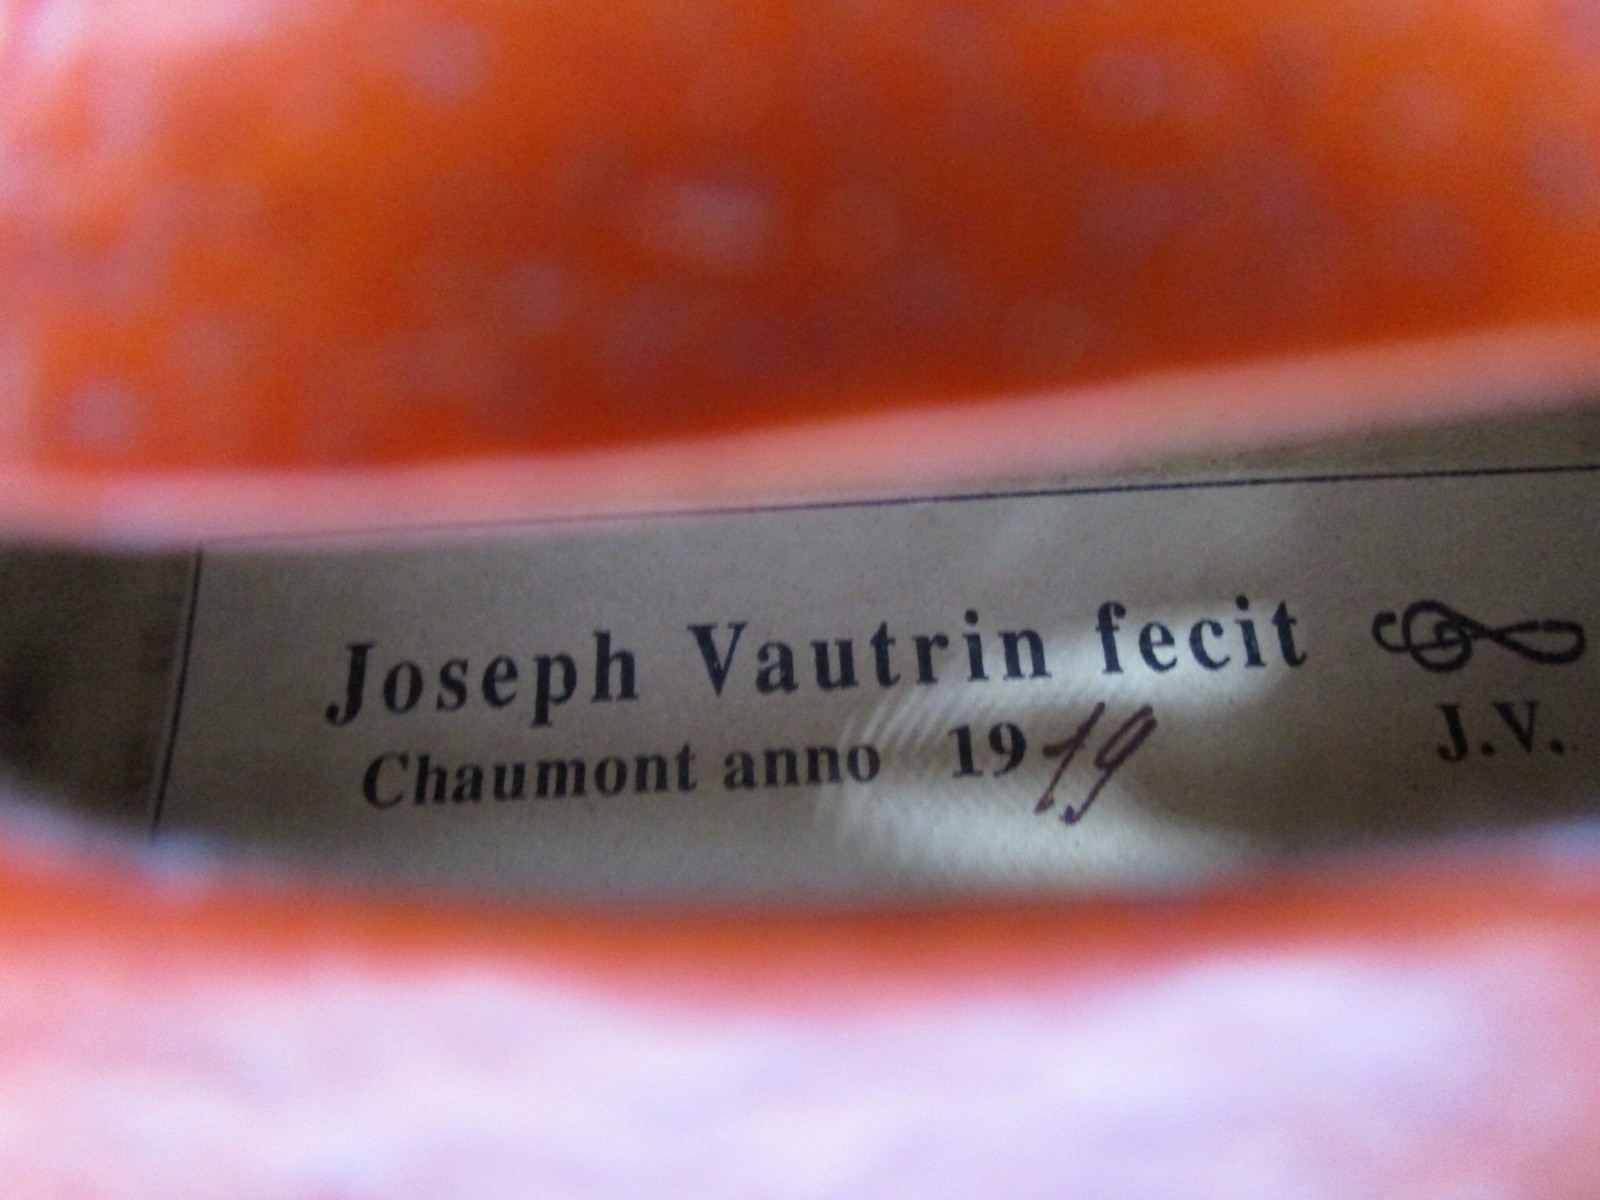 Joseph Vautrin fecit
Chaumont anno 1919
J.V.